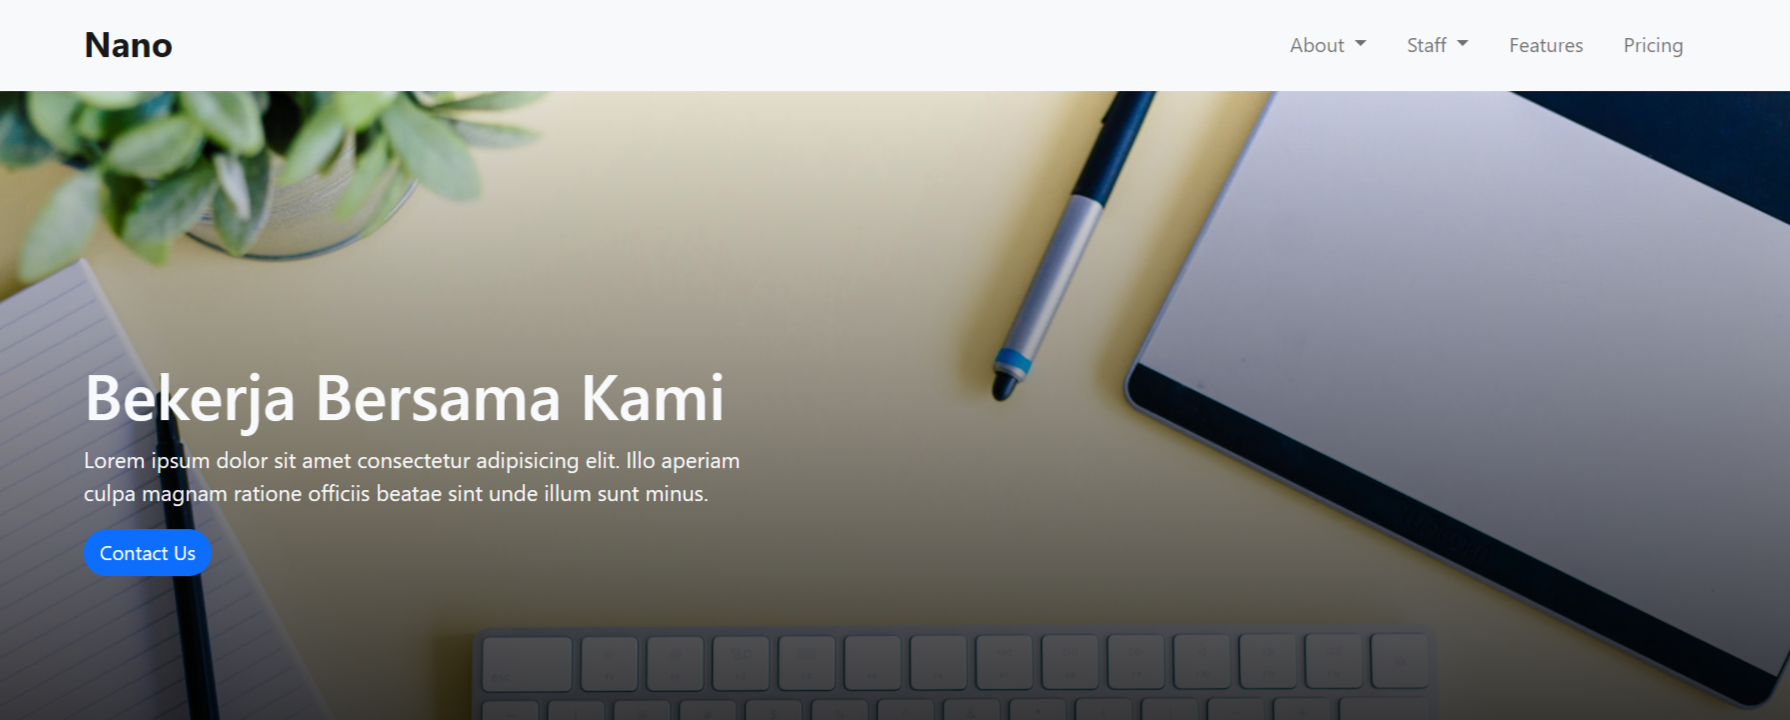 Nano
About
Staff
Features
Pricing
Bekerja Bersama Kami
Lorem ipsum dolor sit amet consectetur adipisicing elit. Illo aperiam
culpa magnam ratione officiis beatae sint unde illum sunt minus.
Contact Us